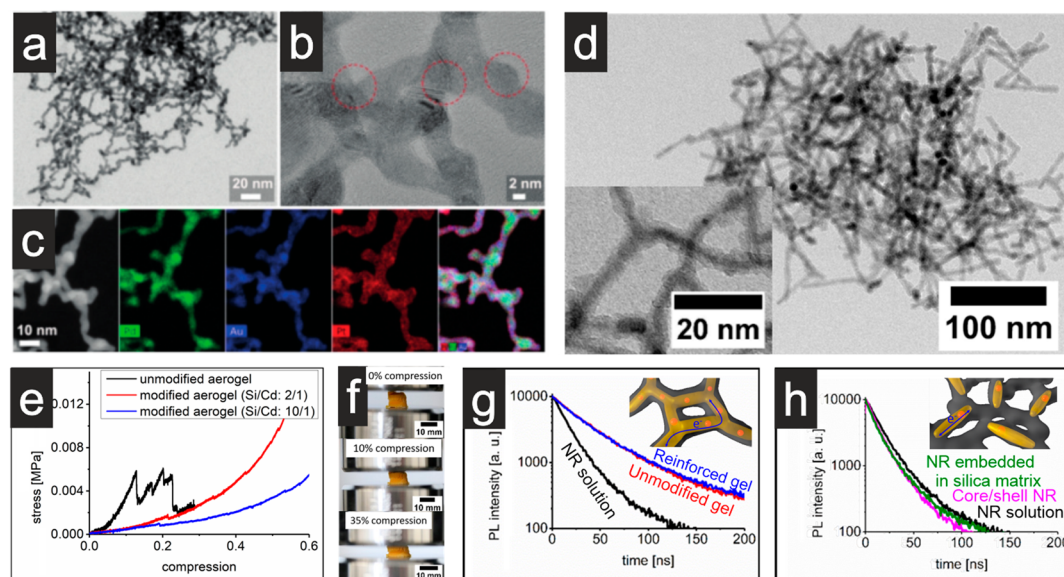 a
20 nm
b
2 nm
c
10 nm
Pd
Au
Pt
d
20 nm
100 nm
e
unmodified aerogel
modified aerogel (Si/Cd: 2/1)
modified aerogel (Si/Cd: 10/1)
0.012
0.008
0.004
0.000
stress [MPa]
0.0
0.2
0.4
0.6
compression
f
0% compression
10 mm
10% compression
10 mm
35% compression
10 mm
g
10000
1000
100
PL intensity [a. u.]
e-
Reinforced gel
Unmodified gel
NR solution
0
50
100
150
200
time [ns]
h
10000
1000
100
PL intensity [a. u.]
e-
NR embedded
in silica matrix
Core/shell NR
NR solution
0
50
100
150
200
time [ns]